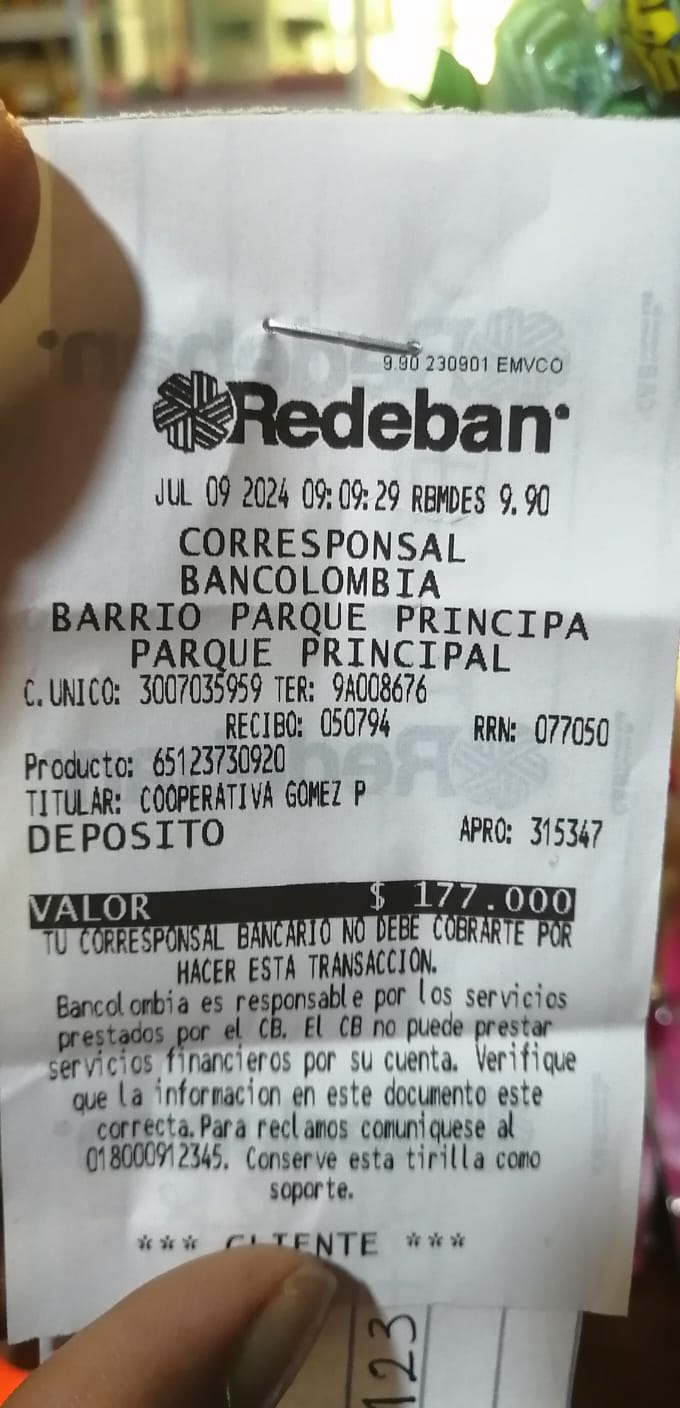 9.90 230901 EMVCO
Redeban
JUL 09 2024 09:09:29 RBMDES 9.90
CORRESPONSAL
BANCOLOMBIA
BARRIO PARQUE PRINCIPA
PARQUE PRINCIPAL
C. UNICO: 3007035959 TER: 9A008676
RECIBO: 050794 RRN: 077050
Producto: 65123730920
TITULAR: COOPERATIVA GOMEZ P
DEPOSITO APRO: 315347
VALOR $ 177.000
TU CORRESPONSAL BANCARIO NO DEBE COBRARTE POR
HACER ESTA TRANSACCION.
Bancolombia es responsable por los servicios
prestados por el CB. El CB no puede prestar
servicios financieros por su cuenta. Verifique
que la informacion en este documento este
correcta. Para reclamos comuniquese al
018000912345. Conserve esta tirilla como
soporte.
*** CLIENTE ***
123